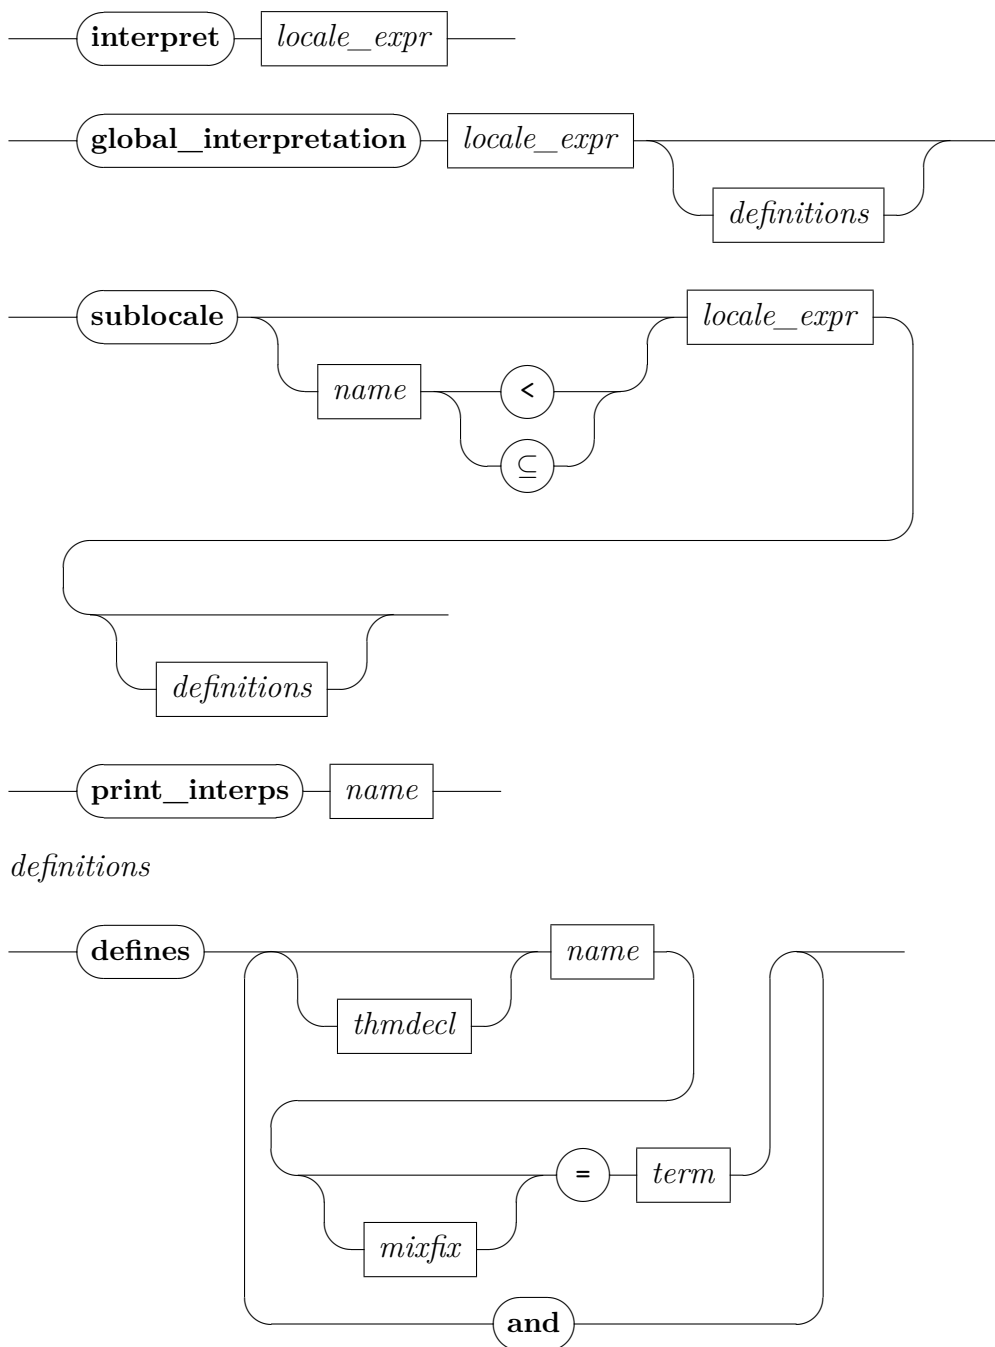 interpret locale_expr
global_interpretation locale_expr
definitions
sublocale locale_expr
name <
⊆
definitions
print_interps name
definitions
defines name
thmdecl
= term
mixfix
and